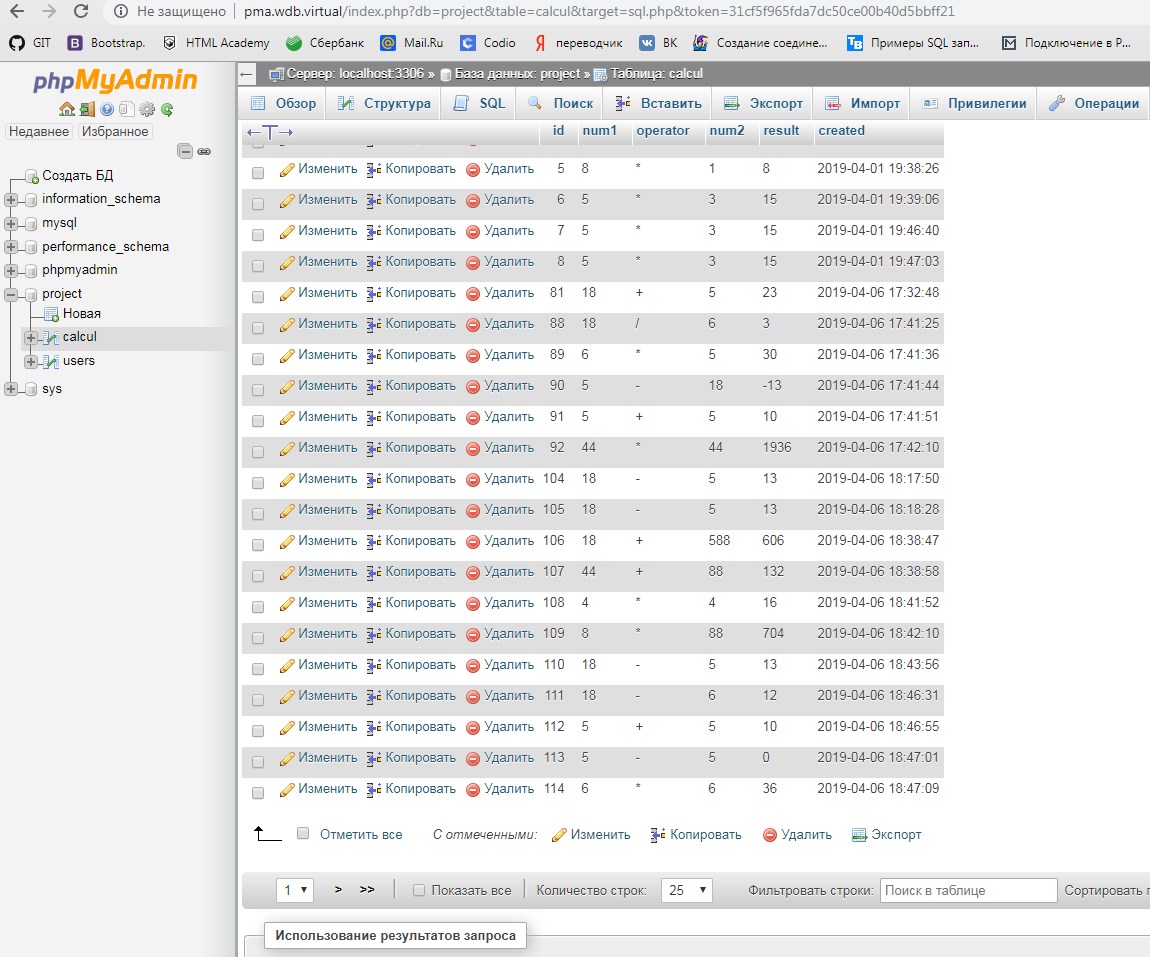 Не защищено pma.wdb.virtual/index.php?db=project&table=calcul&target=sql.php&token=31cf5f965fda7dc50ce00b40d5bbff21
GIT Bootstrap. HTML Academy Сбербанк Mail.Ru Codio переводчик ВК Создание соедине... Примеры SQL зап... Подключение в P...
phpMyAdmin
Недавнее Избранное
Создать БД
information_schema
mysql
performance_schema
phpmyadmin
project
Новая
calcul
users
sys
Сервер: localhost:3306 » База данных: project » Таблица: calcul
Обзор Структура SQL Поиск Вставить Экспорт Импорт Привилегии Операции
←T→ id num1 operator num2 result created
Изменить Копировать Удалить 5 8 * 1 8 2019-04-01 19:38:26
Изменить Копировать Удалить 6 5 * 3 15 2019-04-01 19:39:06
Изменить Копировать Удалить 7 5 * 3 15 2019-04-01 19:46:40
Изменить Копировать Удалить 8 5 * 3 15 2019-04-01 19:47:03
Изменить Копировать Удалить 81 18 + 5 23 2019-04-06 17:32:48
Изменить Копировать Удалить 88 18 / 6 3 2019-04-06 17:41:25
Изменить Копировать Удалить 89 6 * 5 30 2019-04-06 17:41:36
Изменить Копировать Удалить 90 5 - 18 -13 2019-04-06 17:41:44
Изменить Копировать Удалить 91 5 + 5 10 2019-04-06 17:41:51
Изменить Копировать Удалить 92 44 * 44 1936 2019-04-06 17:42:10
Изменить Копировать Удалить 104 18 - 5 13 2019-04-06 18:17:50
Изменить Копировать Удалить 105 18 - 5 13 2019-04-06 18:18:28
Изменить Копировать Удалить 106 18 + 588 606 2019-04-06 18:38:47
Изменить Копировать Удалить 107 44 + 88 132 2019-04-06 18:38:58
Изменить Копировать Удалить 108 4 * 4 16 2019-04-06 18:41:52
Изменить Копировать Удалить 109 8 * 88 704 2019-04-06 18:42:10
Изменить Копировать Удалить 110 18 - 5 13 2019-04-06 18:43:56
Изменить Копировать Удалить 111 18 - 6 12 2019-04-06 18:46:31
Изменить Копировать Удалить 112 5 + 5 10 2019-04-06 18:46:55
Изменить Копировать Удалить 113 5 - 5 0 2019-04-06 18:47:01
Изменить Копировать Удалить 114 6 * 6 36 2019-04-06 18:47:09
Отметить все С отмеченными: Изменить Копировать Удалить Экспорт
1 > >> Показать все Количество строк: 25 Фильтровать строки: Поиск в таблице Сортировать
Использование результатов запроса